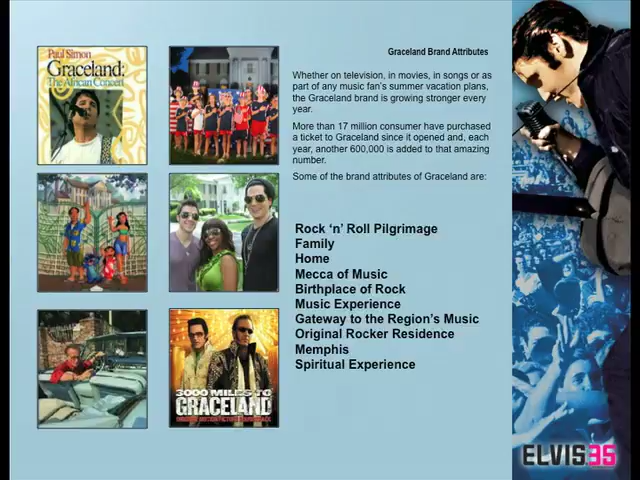 Paul Simon
Graceland:
The African Concert
Graceland Brand Attributes
Whether on television, in movies, in songs or as
part of any music fan's summer vacation plans,
the Graceland brand is growing stronger every
year.
More than 17 million consumer have purchased
a ticket to Graceland since it opened and, each
year, another 600,000 is added to that amazing
number.
Some of the brand attributes of Graceland are:
Rock ‘n’ Roll Pilgrimage
Family
Home
Mecca of Music
Birthplace of Rock
Music Experience
Gateway to the Region's Music
Original Rocker Residence
Memphis
Spiritual Experience
3000 MILES TO
GRACELAND
ELVIS35